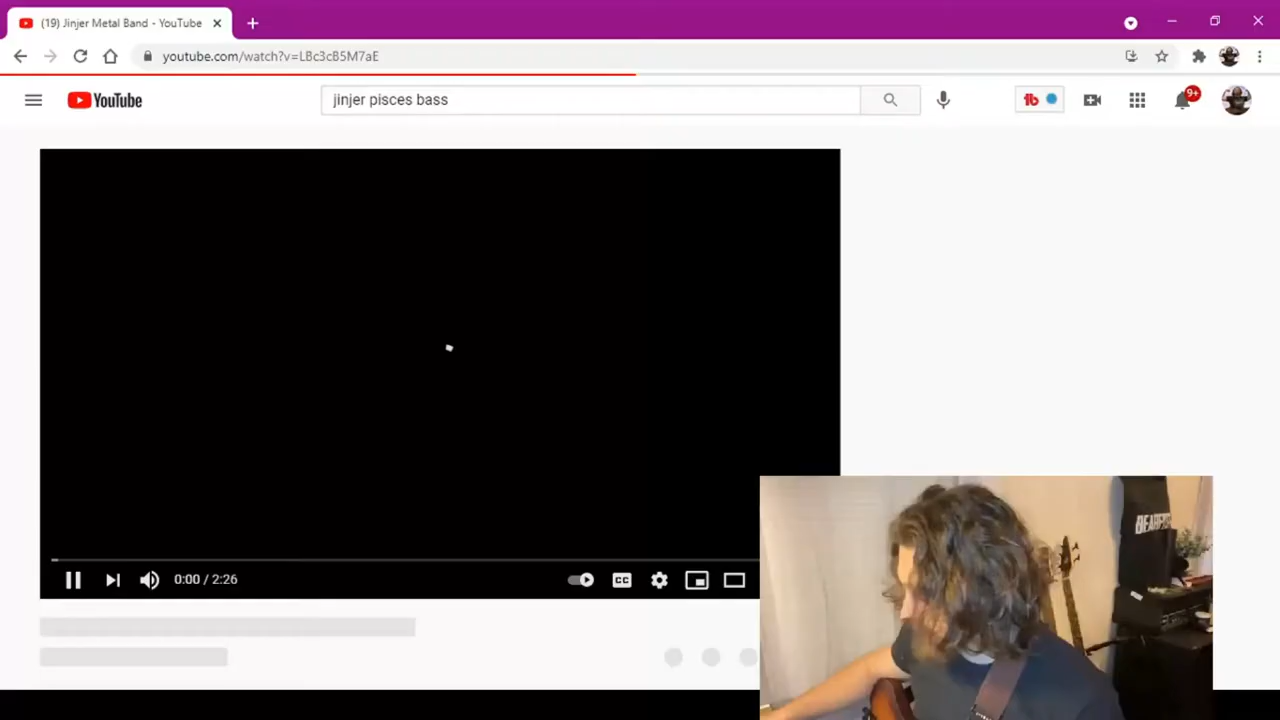 (19) Jinjer Metal Band - YouTube
youtube.com/watch?v=LBc3cB5M7aE
YouTube
jinjer pisces bass
9+
0:00 / 2:26
CC